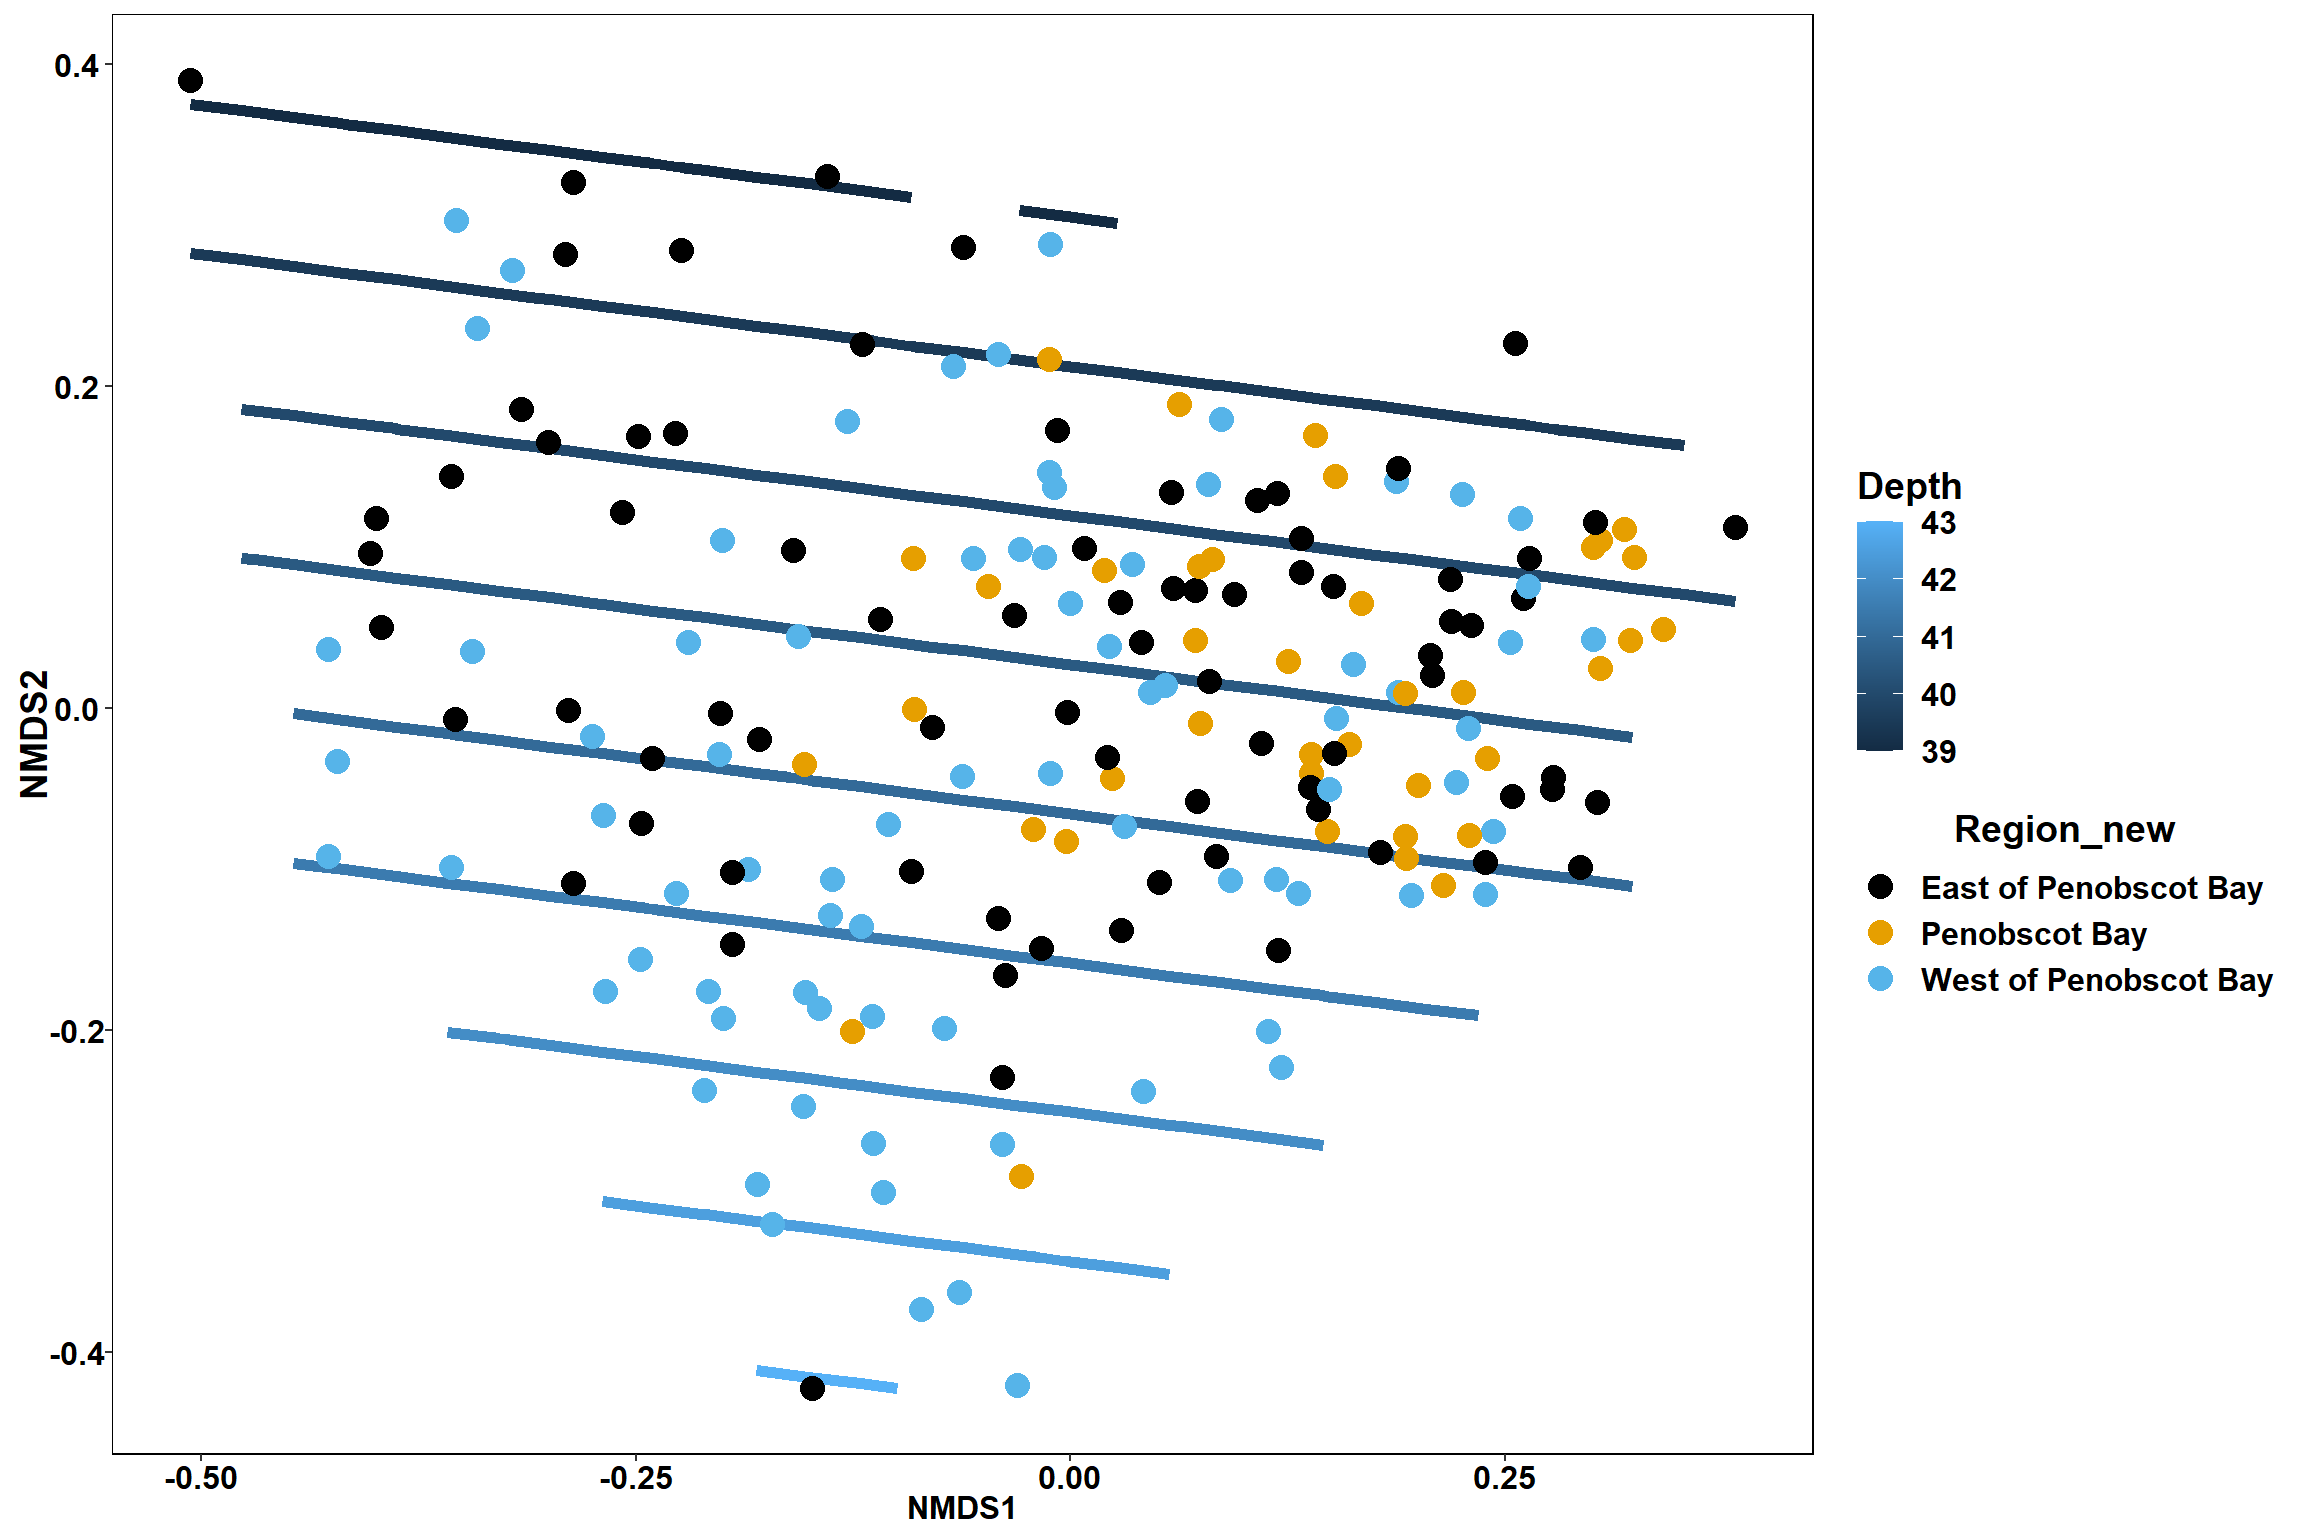 0.4
0.2
0.0
-0.2
-0.4
NMDS2
-0.50
-0.25
0.00
0.25
NMDS1
Depth
43
42
41
40
39
Region_new
East of Penobscot Bay
Penobscot Bay
West of Penobscot Bay